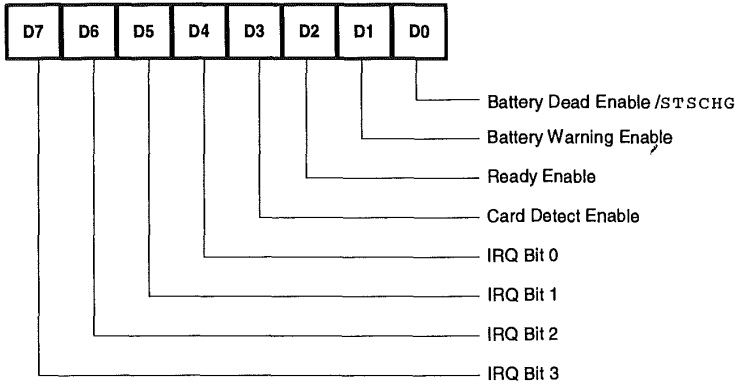 D7 D6 D5 D4 D3 D2 D1 D0
Battery Dead Enable /STSCHG
Battery Warning Enable
Ready Enable
Card Detect Enable
IRQ Bit 0
IRQ Bit 1
IRQ Bit 2
IRQ Bit 3